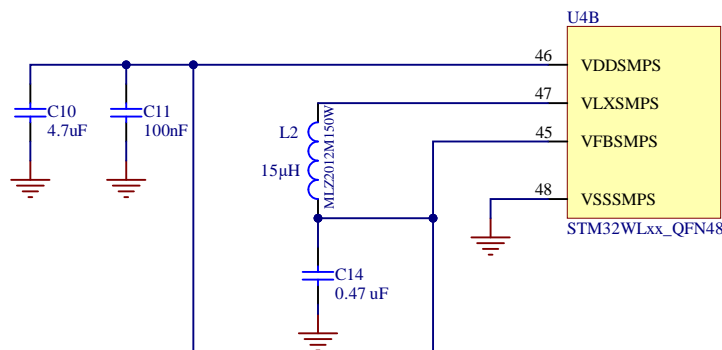 U4B
46
VDDSMPS
47
VLXSMPS
45
VFBSMPS
48
VSSSMPS
STM32WLxx_QFN48
C10
4.7uF
C11
100nF
L2
15µH
MLZ2012M150W
C14
0.47 uF